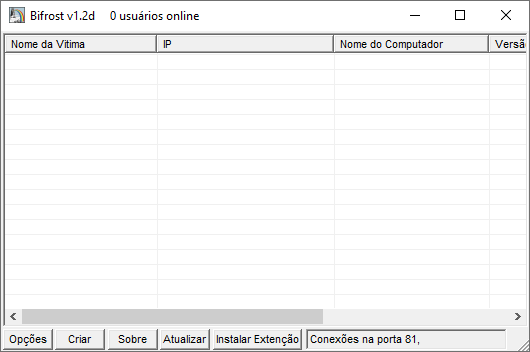 Bifrost v1.2d 0 usuários online
Nome da Vitima IP Nome do Computador Versã
Opções Criar Sobre Atualizar Instalar Extenção Conexões na porta 81,